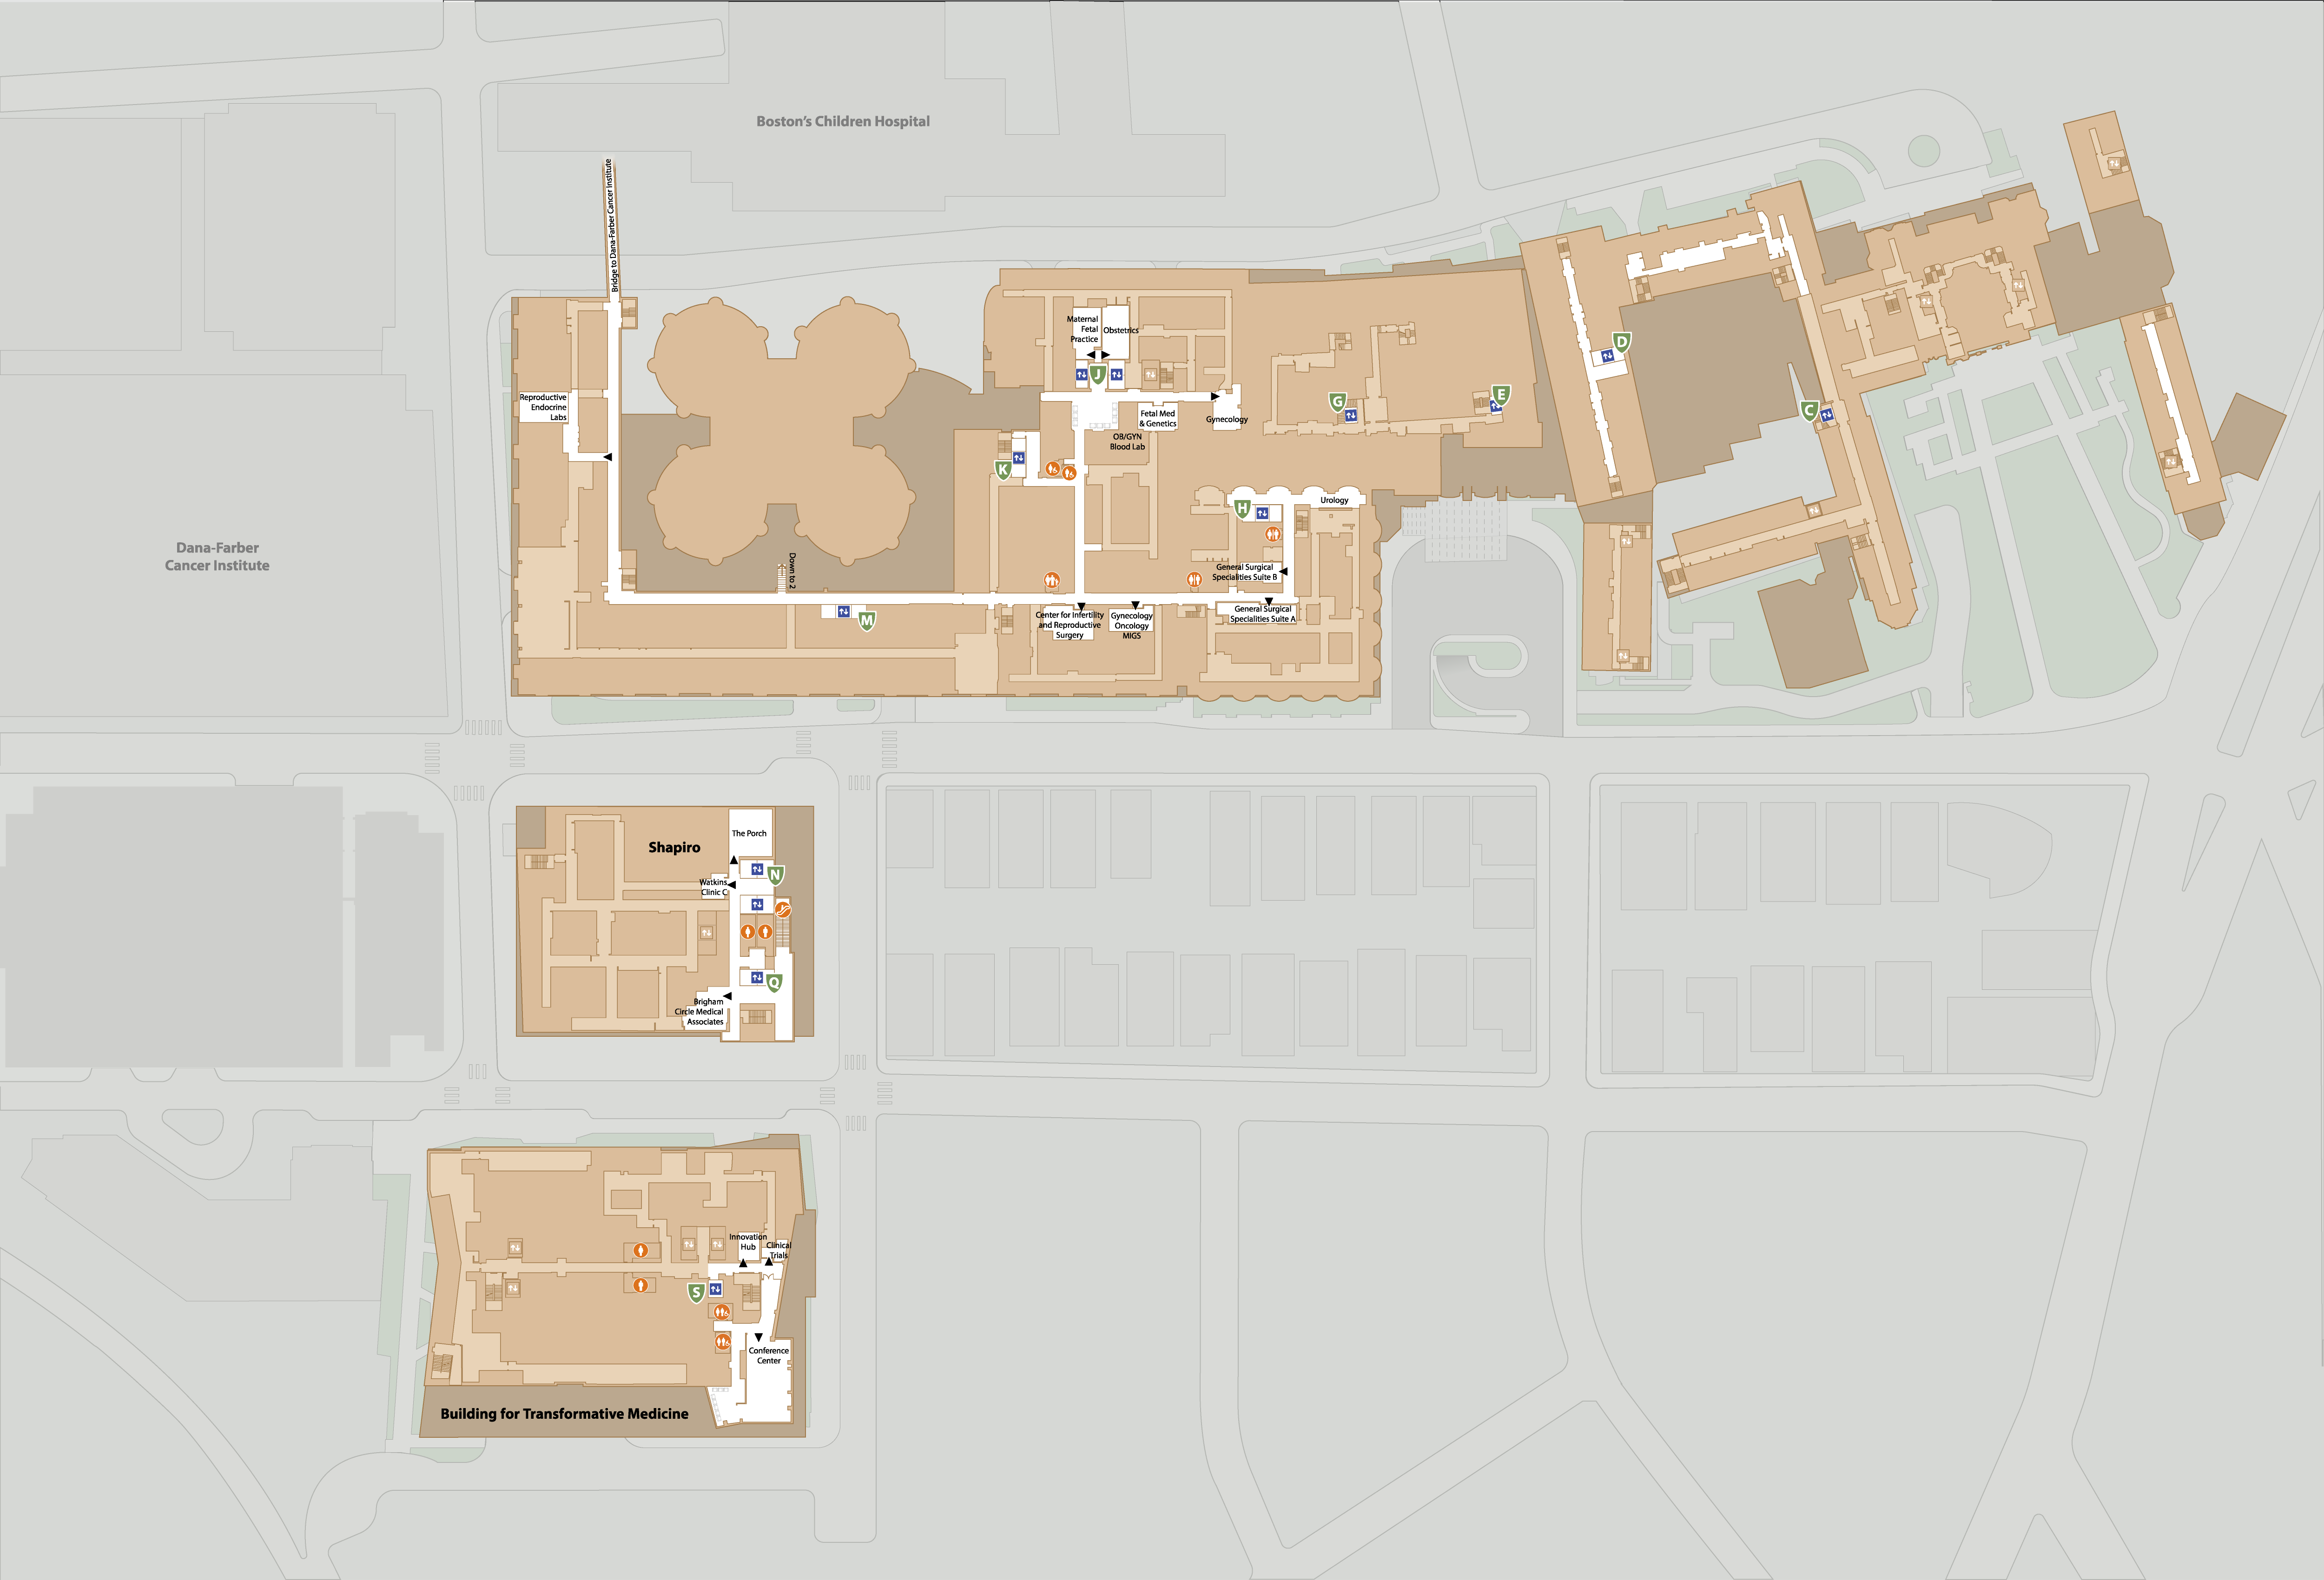 Boston's Children Hospital
Bridge to Dana-Farber Cancer Institute
Maternal
Fetal
Practice
Obstetrics
J
D
E
G
C
Reproductive
Endocrine
Labs
Fetal Med
& Genetics
Gynecology
OB/GYN
Blood Lab
K
Urology
H
Dana-Farber
Cancer Institute
Down to 2
General Surgical
Specialities Suite B
M
Center for Infertility
and Reproductive
Surgery
Gynecology
Oncology
MIGS
General Surgical
Specialities Suite A
The Porch
Shapiro
N
Watkins
Clinic C
Q
Brigham
Circle Medical
Associates
Innovation
Hub
Clinical
Trials
S
Conference
Center
Building for Transformative Medicine